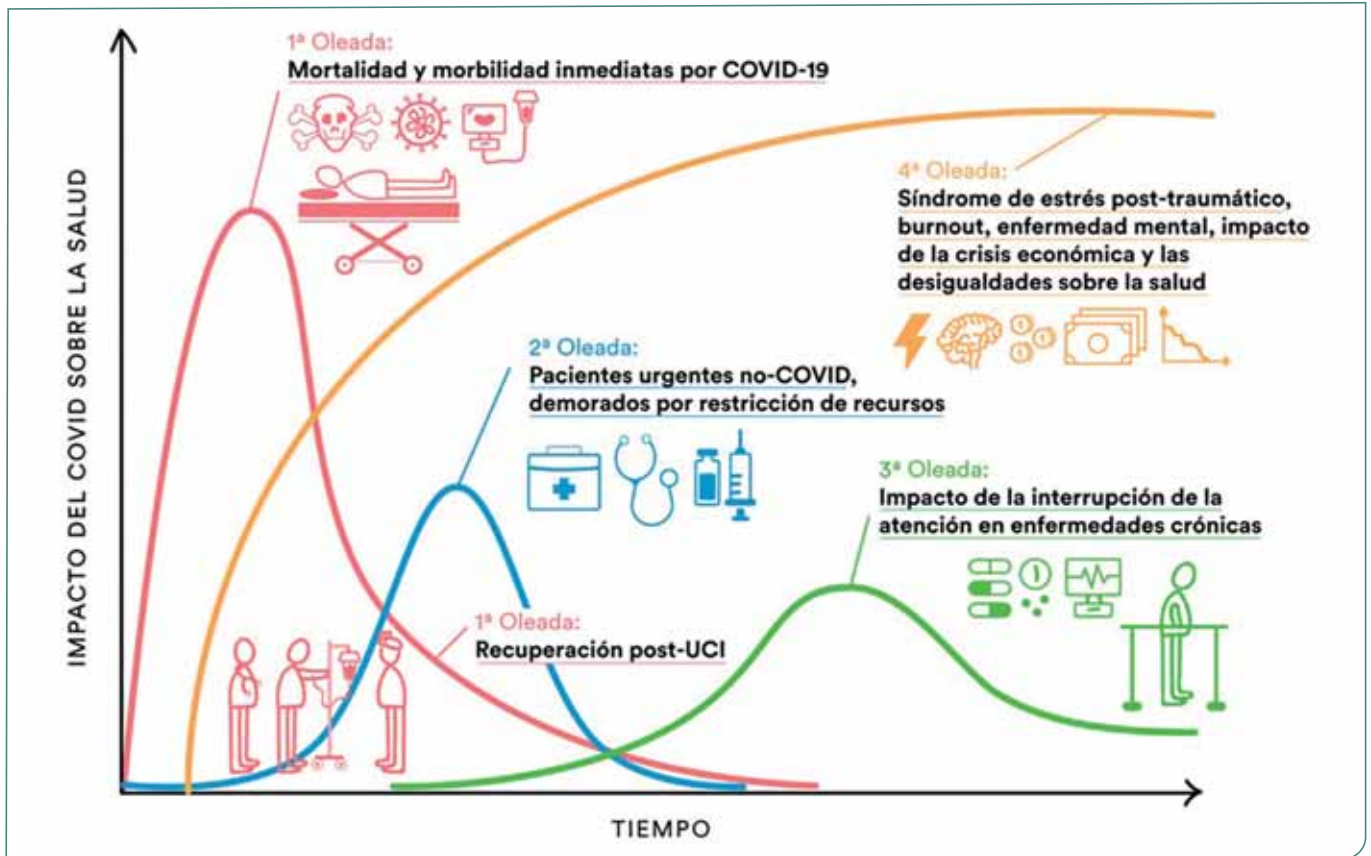 1ª Oleada:
Mortalidad y morbilidad inmediatas por COVID-19
4ª Oleada:
Síndrome de estrés post-traumático,
burnout, enfermedad mental, impacto
de la crisis económica y las
desigualdades sobre la salud
2ª Oleada:
Pacientes urgentes no-COVID,
demorados por restricción de recursos
3ª Oleada:
Impacto de la interrupción de la
atención en enfermedades crónicas
1ª Oleada:
Recuperación post-UCI
IMPACTO DEL COVID SOBRE LA SALUD
TIEMPO